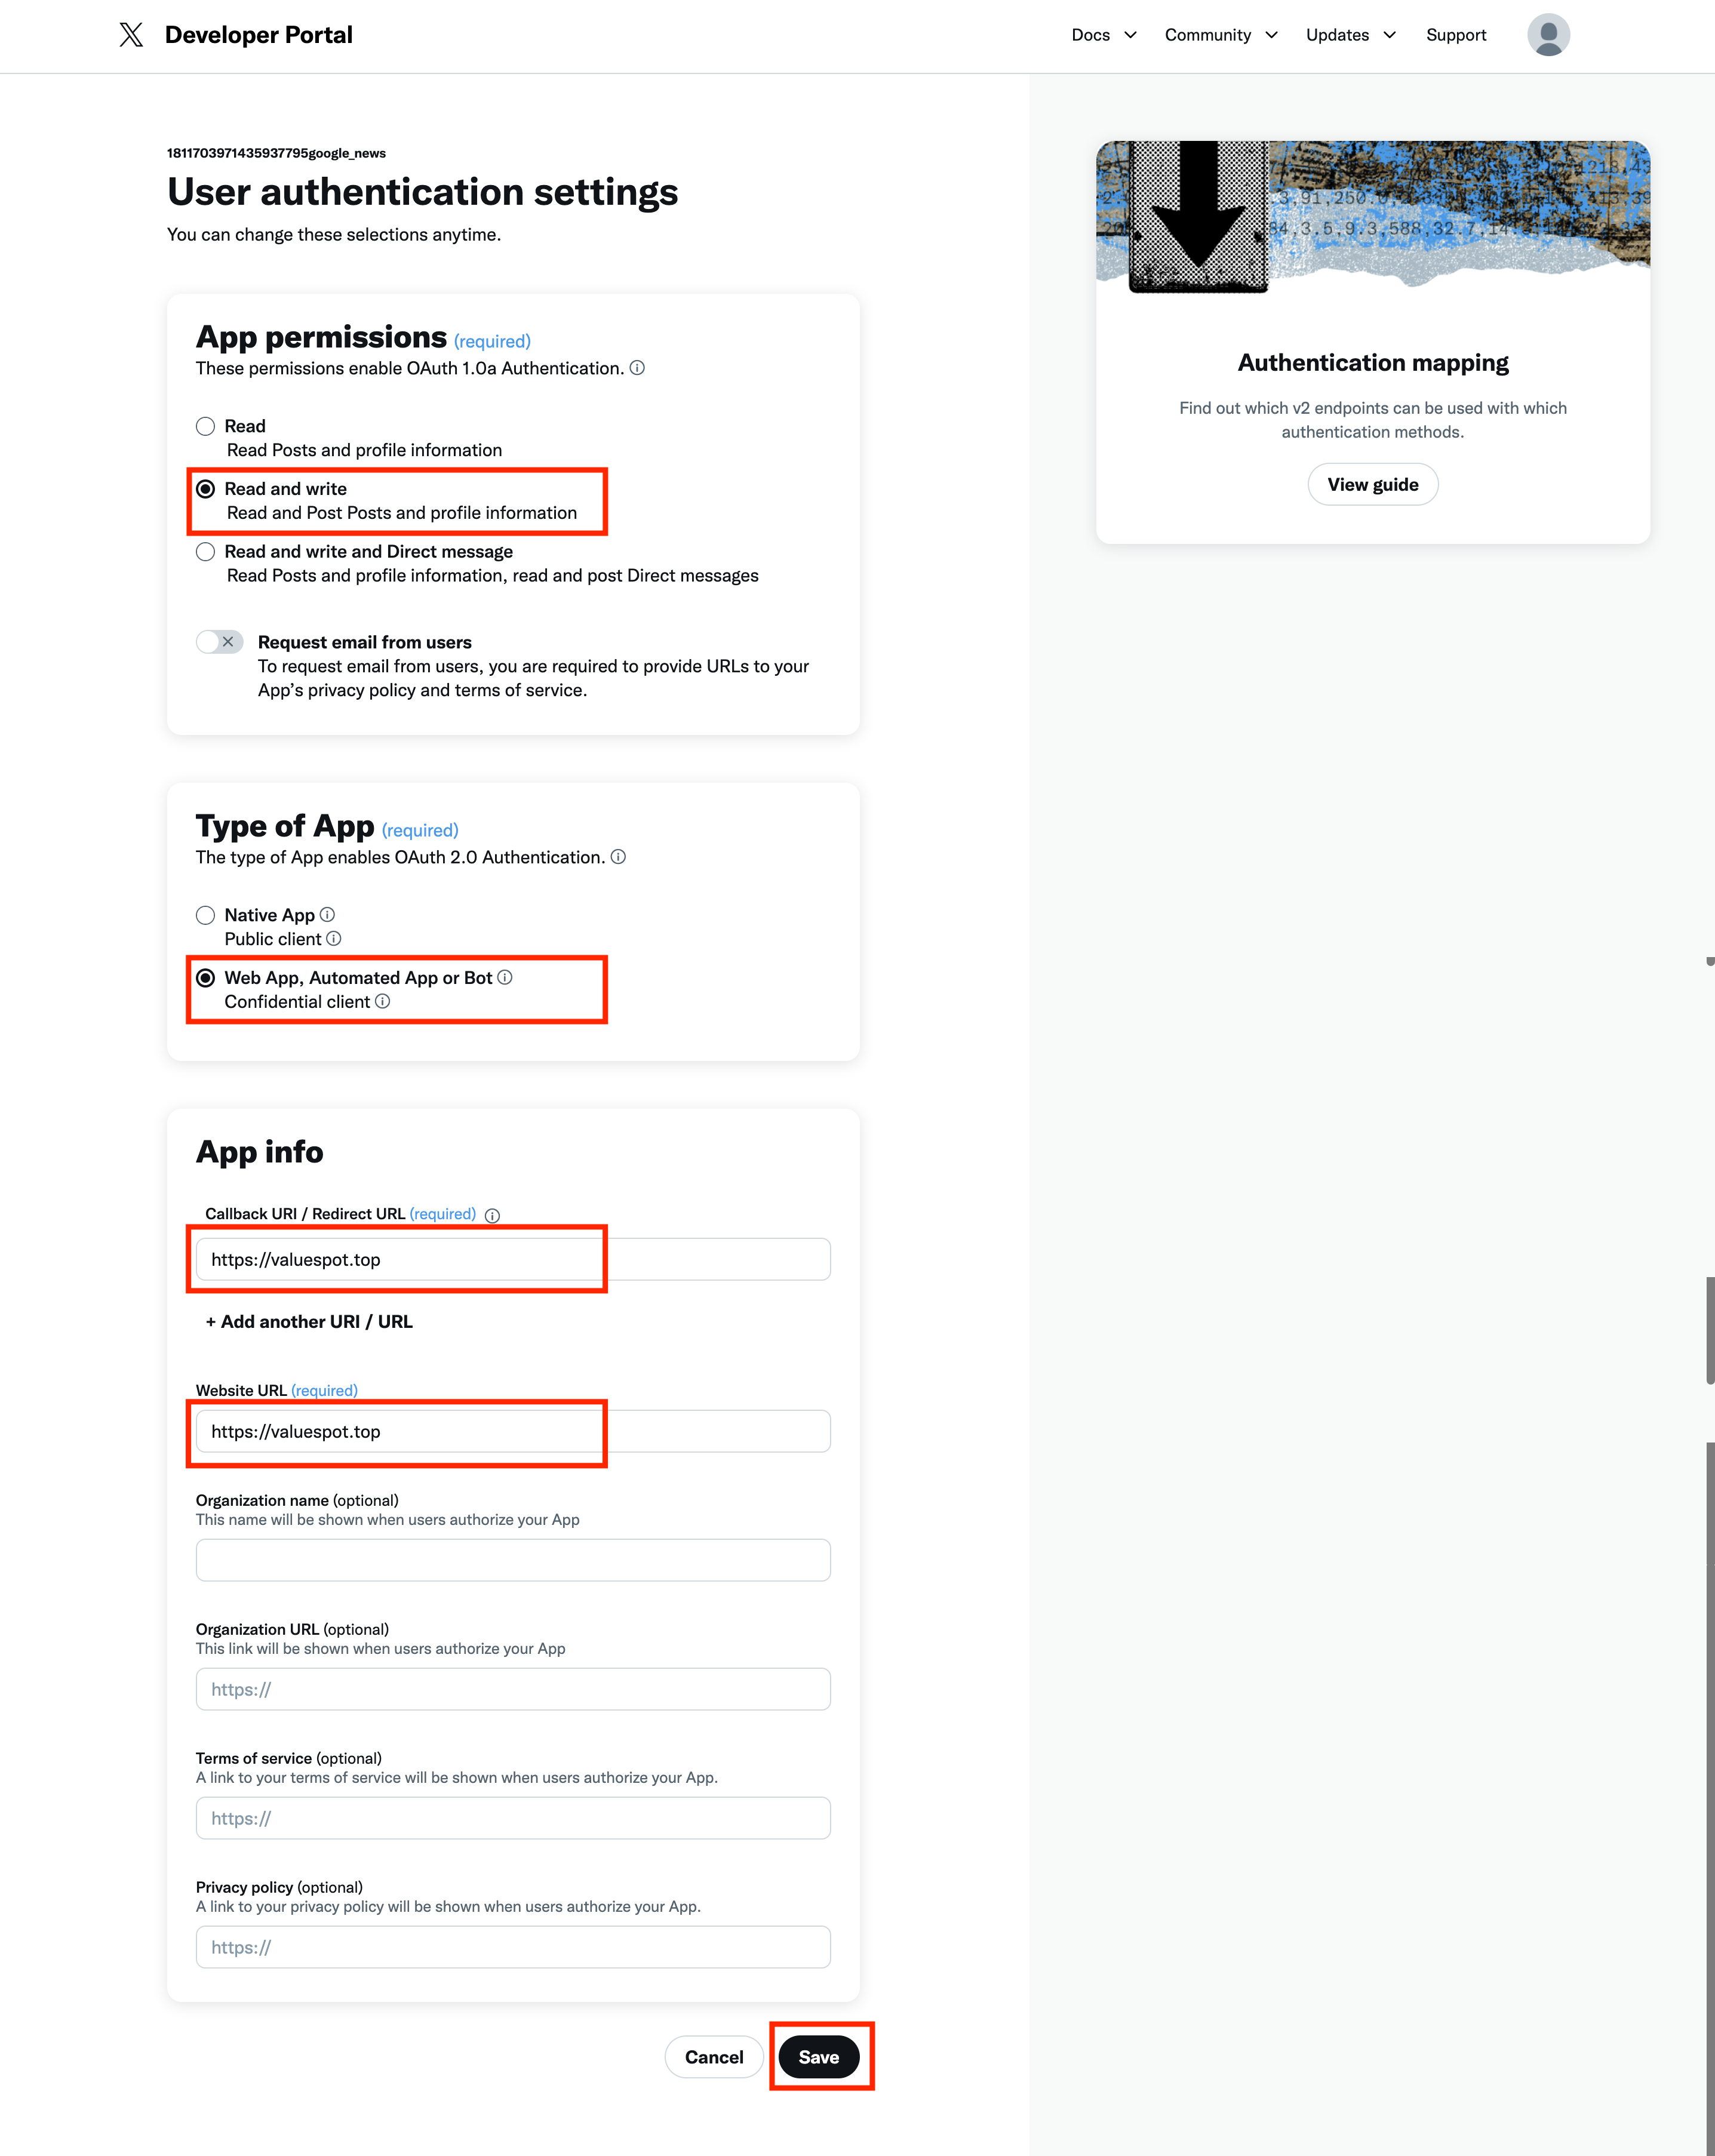 Developer Portal
Docs
Community
Updates
Support
1811703971435937795google_news
User authentication settings
You can change these selections anytime.
App permissions (required)
These permissions enable OAuth 1.0a Authentication.
Read
Read Posts and profile information
Read and write
Read and Post Posts and profile information
Read and write and Direct message
Read Posts and profile information, read and post Direct messages
Request email from users
To request email from users, you are required to provide URLs to your
App’s privacy policy and terms of service.
Type of App (required)
The type of App enables OAuth 2.0 Authentication.
Native App
Public client
Web App, Automated App or Bot
Confidential client
App info
Callback URI / Redirect URL (required)
https://valuespot.top
+ Add another URI / URL
Website URL (required)
https://valuespot.top
Organization name (optional)
This name will be shown when users authorize your App
Organization URL (optional)
This link will be shown when users authorize your App
https://
Terms of service (optional)
A link to your terms of service will be shown when users authorize your App.
https://
Privacy policy (optional)
A link to your privacy policy will be shown when users authorize your App.
https://
Cancel
Save
Authentication mapping
Find out which v2 endpoints can be used with which
authentication methods.
View guide